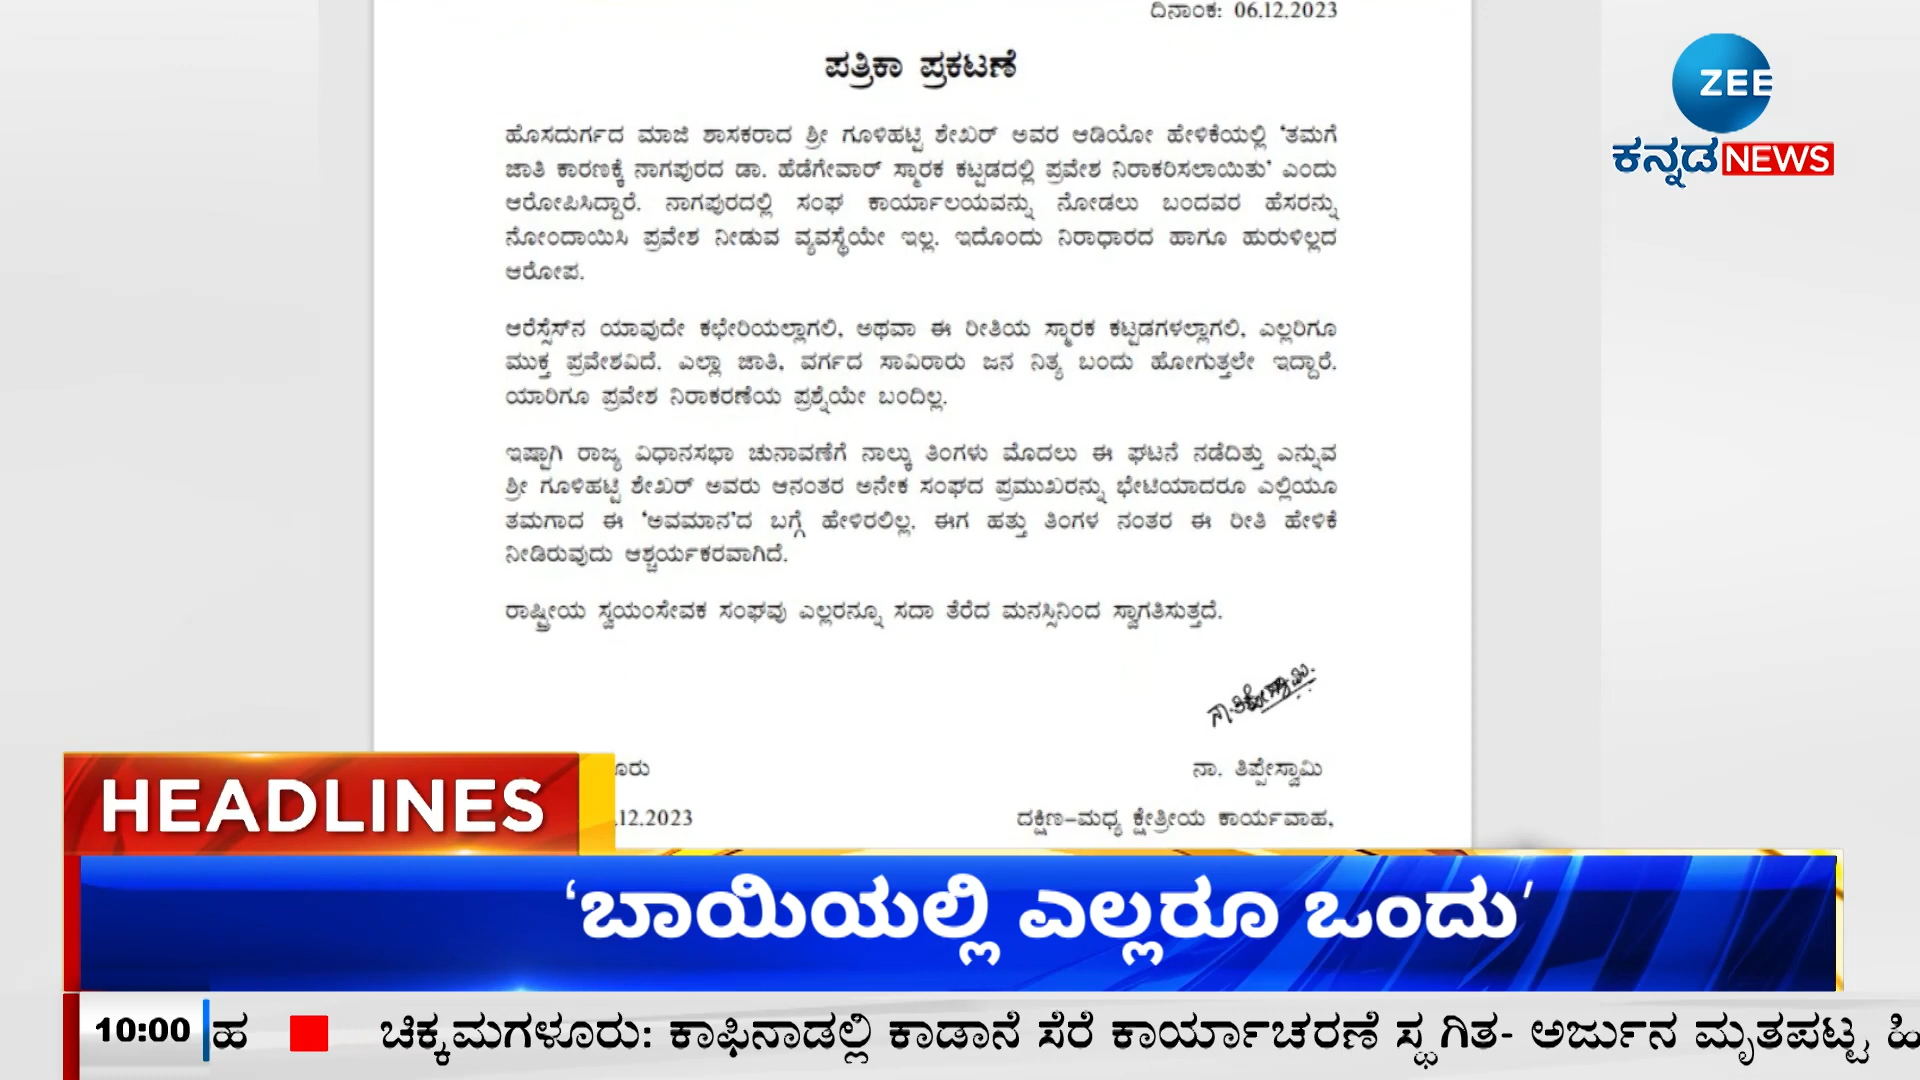 ದಿನಾಂಕ: 06.12.2023
ಪತ್ರಿಕಾ ಪ್ರಕಟಣೆ
ಹೊಸದುರ್ಗದ ಮಾಜಿ ಶಾಸಕರಾದ ಶ್ರೀ ಗೂಳಿಹಟ್ಟಿ ಶೇಖರ್ ಅವರ ಆಡಿಯೋ ಹೇಳಿಕೆಯಲ್ಲಿ 'ತಮಗೆ
ಜಾತಿ ಕಾರಣಕ್ಕೆ ನಾಗಪುರದ ಡಾ. ಹೆಡೆಗೇವಾರ್ ಸ್ಮಾರಕ ಕಟ್ಟಡದಲ್ಲಿ ಪ್ರವೇಶ ನಿರಾಕರಿಸಲಾಯಿತು' ಎಂದು
ಆರೋಪಿಸಿದ್ದಾರೆ. ನಾಗಪುರದಲ್ಲಿ ಸಂಘ ಕಾರ್ಯಾಲಯವನ್ನು ನೋಡಲು ಬಂದವರ ಹೆಸರನ್ನು
ನೋಂದಾಯಿಸಿ ಪ್ರವೇಶ ನೀಡುವ ವ್ಯವಸ್ಥೆಯೇ ಇಲ್ಲ. ಇದೊಂದು ನಿರಾಧಾರದ ಹಾಗೂ ಹುರುಳಿಲ್ಲದ
ಆರೋಪ.
ಆರೆಸ್ಸೆಸ್‌ನ ಯಾವುದೇ ಕಛೇರಿಯಲ್ಲಾಗಲಿ, ಅಥವಾ ಈ ರೀತಿಯ ಸ್ಮಾರಕ ಕಟ್ಟಡಗಳಲ್ಲಾಗಲಿ, ಎಲ್ಲರಿಗೂ
ಮುಕ್ತ ಪ್ರವೇಶವಿದೆ. ಎಲ್ಲಾ ಜಾತಿ, ವರ್ಗದ ಸಾವಿರಾರು ಜನ ನಿತ್ಯ ಬಂದು ಹೋಗುತ್ತಲೇ ಇದ್ದಾರೆ.
ಯಾರಿಗೂ ಪ್ರವೇಶ ನಿರಾಕರಣೆಯ ಪ್ರಶ್ನೆಯೇ ಬಂದಿಲ್ಲ.
ಇಷ್ಟಾಗಿ ರಾಜ್ಯ ವಿಧಾನಸಭಾ ಚುನಾವಣೆಗೆ ನಾಲ್ಕು ತಿಂಗಳು ಮೊದಲು ಈ ಘಟನೆ ನಡೆದಿತ್ತು ಎನ್ನುವ
ಶ್ರೀ ಗೂಳಿಹಟ್ಟಿ ಶೇಖರ್ ಅವರು ಆನಂತರ ಅನೇಕ ಸಂಘದ ಪ್ರಮುಖರನ್ನು ಭೇಟಿಯಾದರೂ ಎಲ್ಲಿಯೂ
ತಮಗಾದ ಈ 'ಅವಮಾನ'ದ ಬಗ್ಗೆ ಹೇಳಿರಲಿಲ್ಲ. ಈಗ ಹತ್ತು ತಿಂಗಳ ನಂತರ ಈ ರೀತಿ ಹೇಳಿಕೆ
ನೀಡಿರುವುದು ಆಶ್ಚರ್ಯಕರವಾಗಿದೆ.
ರಾಷ್ಟ್ರೀಯ ಸ್ವಯಂಸೇವಕ ಸಂಘವು ಎಲ್ಲರನ್ನೂ ಸದಾ ತೆರೆದ ಮನಸ್ಸಿನಿಂದ ಸ್ವಾಗತಿಸುತ್ತದೆ.
ನಾ. ತಿಪ್ಪೇಸ್ವಾಮಿ
.12.2023 ದಕ್ಷಿಣ–ಮಧ್ಯ ಕ್ಷೇತ್ರೀಯ ಕಾರ್ಯವಾಹ,
ZEE
ಕನ್ನಡ NEWS
HEADLINES
'ಬಾಯಿಯಲ್ಲಿ ಎಲ್ಲರೂ ಒಂದು'
10:00 ಹ ಚಿಕ್ಕಮಗಳೂರು: ಕಾಫಿನಾಡಲ್ಲಿ ಕಾಡಾನೆ ಸೆರೆ ಕಾರ್ಯಾಚರಣೆ ಸ್ಥಗಿತ- ಅರ್ಜುನ ಮೃತಪಟ್ಟ ಹಿ